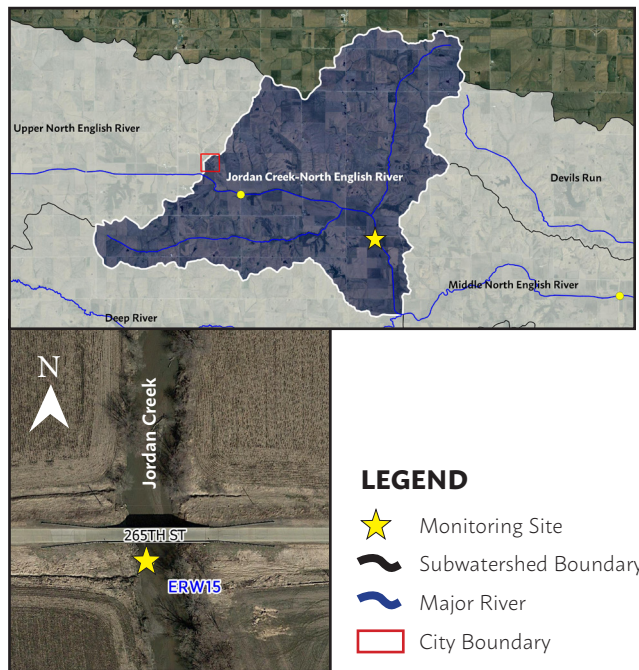 Upper North English River
Jordan Creek-North English River
Devils Run
Middle North English River
Deep River
N
Jordan Creek
265TH ST
ERW15
LEGEND
Monitoring Site
Subwatershed Boundary
Major River
City Boundary